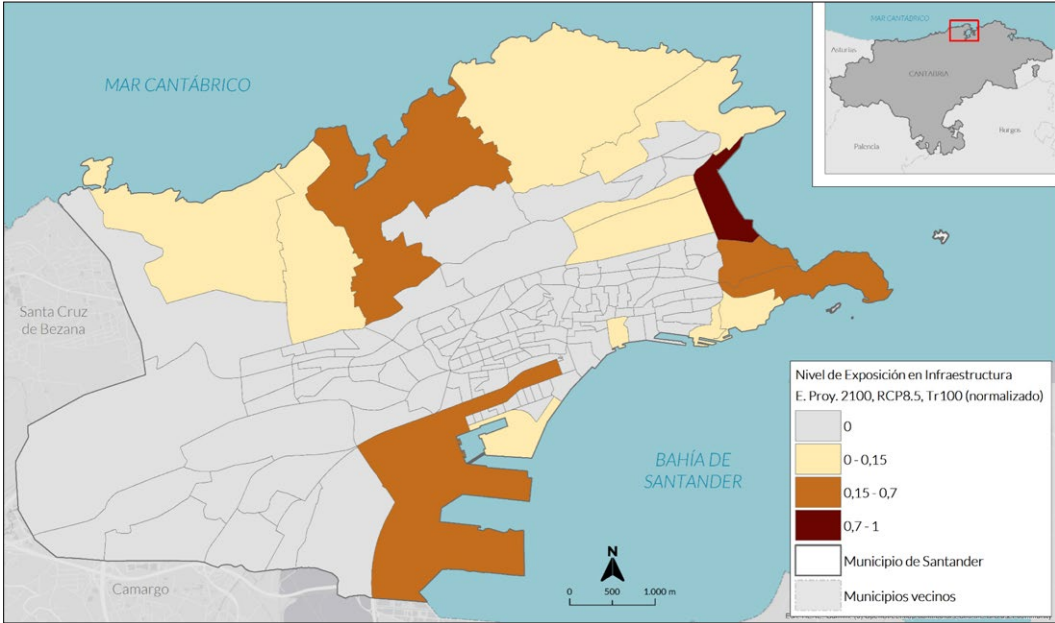 MAR CANTÁBRICO
MAR CANTÁBRICO
Asturias
CANTABRIA
Burgos
Palencia
Santa Cruz
de Bezana
Camargo
BAHÍA DE
SANTANDER
N
0 500 1.000 m
Nivel de Exposición en Infraestructura
E. Proy. 2100, RCP8.5, Tr100 (normalizado)
0
0 - 0,15
0,15 - 0,7
0,7 - 1
Municipio de Santander
Municipios vecinos